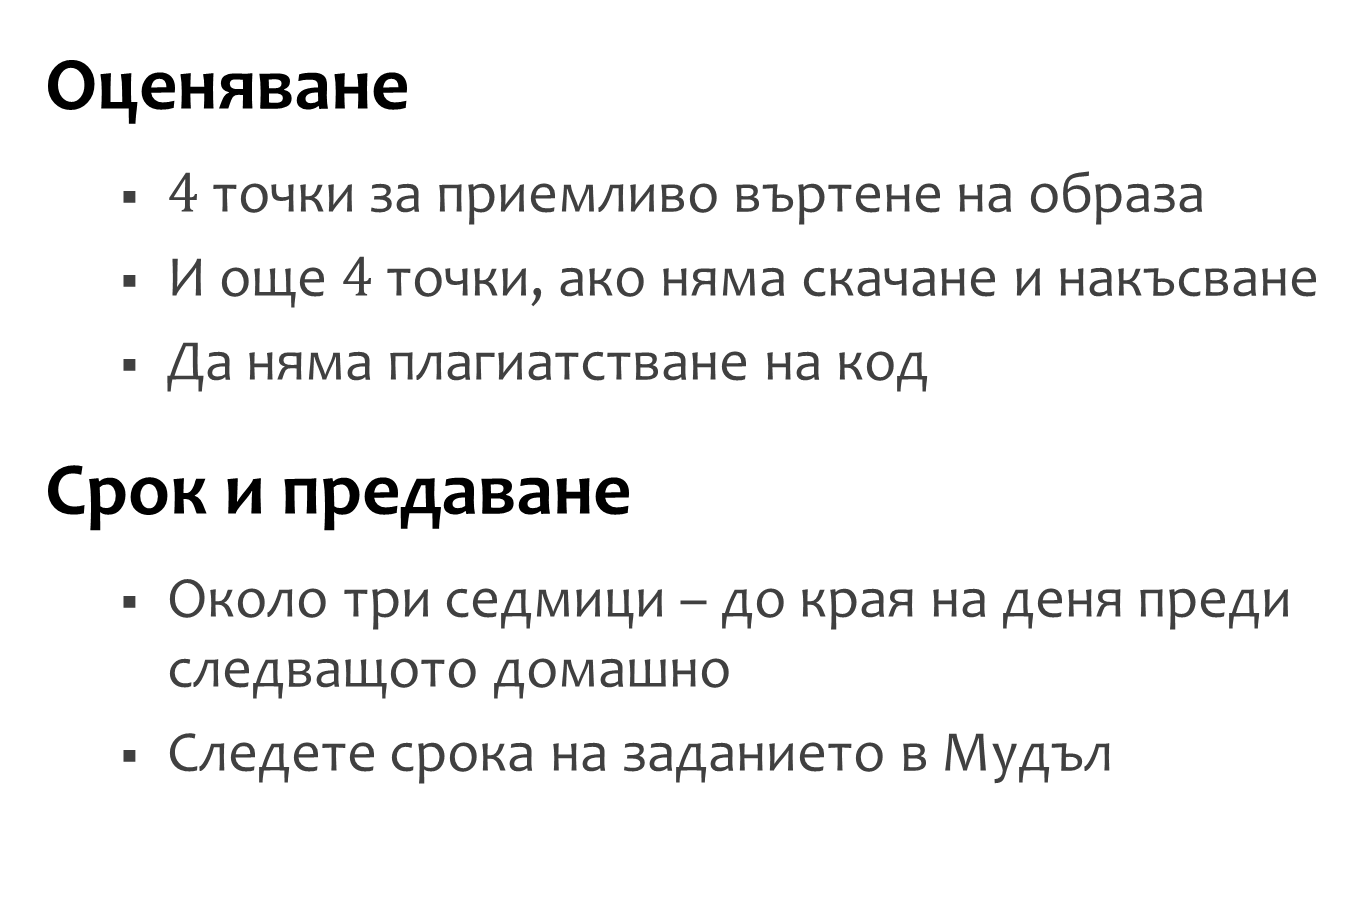 Оценяване
▪ 4 точки за приемливо въртене на образа
▪ И още 4 точки, ако няма скачане и накъсване
▪ Да няма плагиатстване на код
Срок и предаване
▪ Около три седмици – до края на деня преди
следващото домашно
▪ Следете срока на заданието в Мудъл